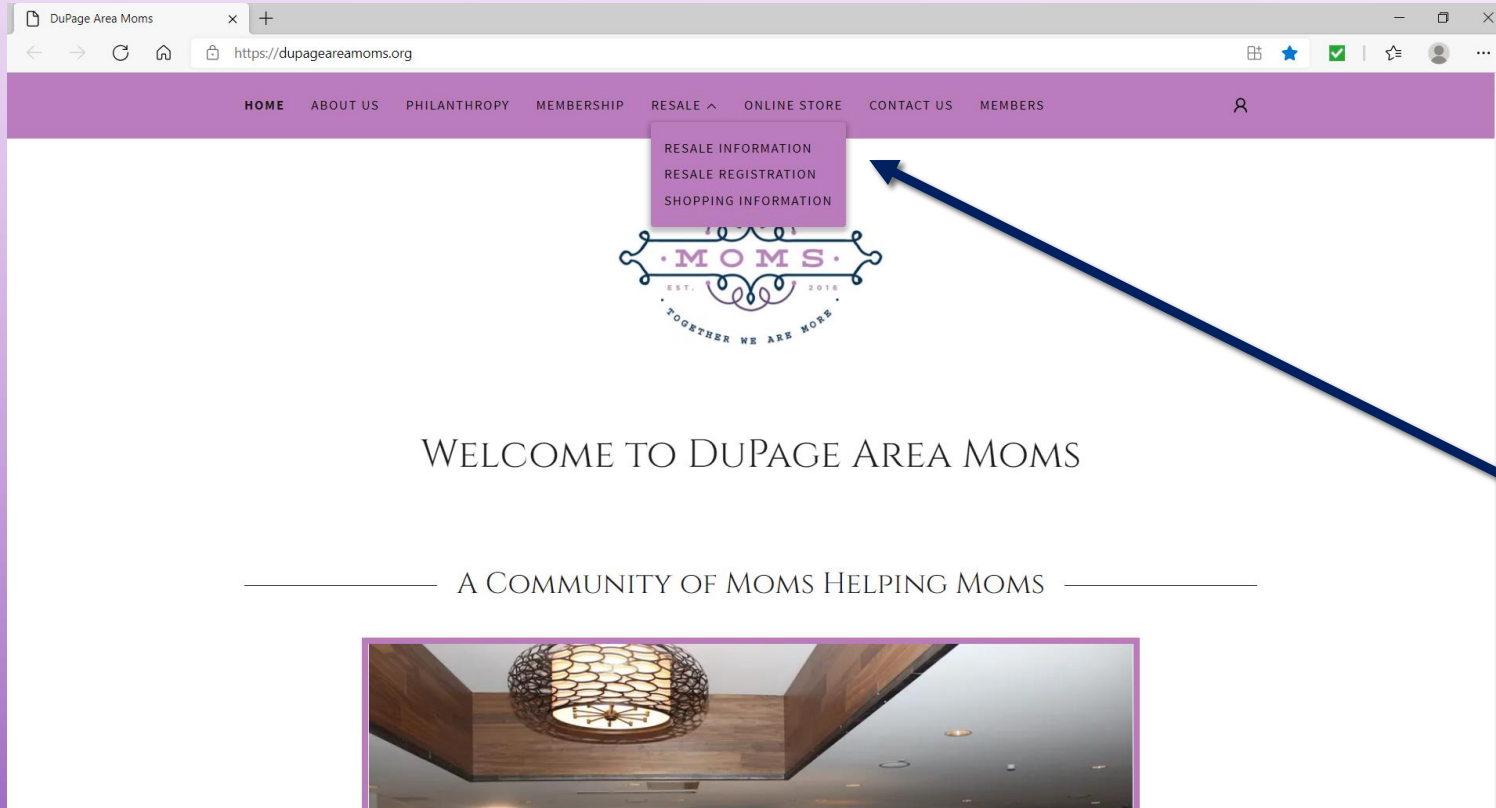 DuPage Area Moms
https://dupageareamoms.org
HOME ABOUT US PHILANTHROPY MEMBERSHIP RESALE ONLINE STORE CONTACT US MEMBERS
RESALE INFORMATION
RESALE REGISTRATION
SHOPPING INFORMATION
· MOMS ·
EST. 2016
· TOGETHER WE ARE MORE ·
WELCOME TO DUPAGE AREA MOMS
A COMMUNITY OF MOMS HELPING MOMS